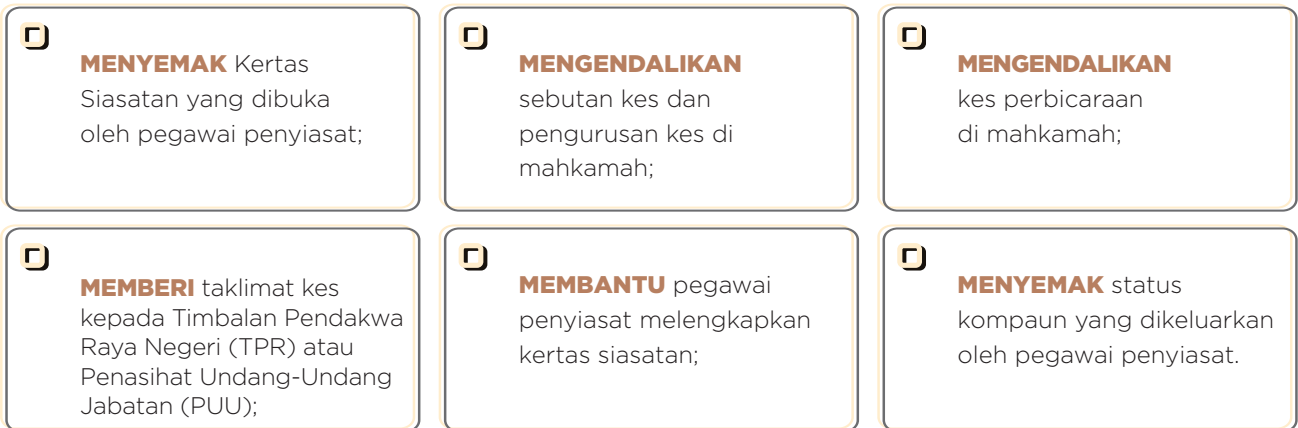 MENYEMAK Kertas
Siasatan yang dibuka
oleh pegawai penyiasat;
MENGENDALIKAN
sebutan kes dan
pengurusan kes di
mahkamah;
MENGENDALIKAN
kes perbicaraan
di mahkamah;
MEMBERI taklimat kes
kepada Timbalan Pendakwa
Raya Negeri (TPR) atau
Penasihat Undang-Undang
Jabatan (PUU);
MEMBANTU pegawai
penyiasat melengkapkan
kertas siasatan;
MENYEMAK status
kompaun yang dikeluarkan
oleh pegawai penyiasat.